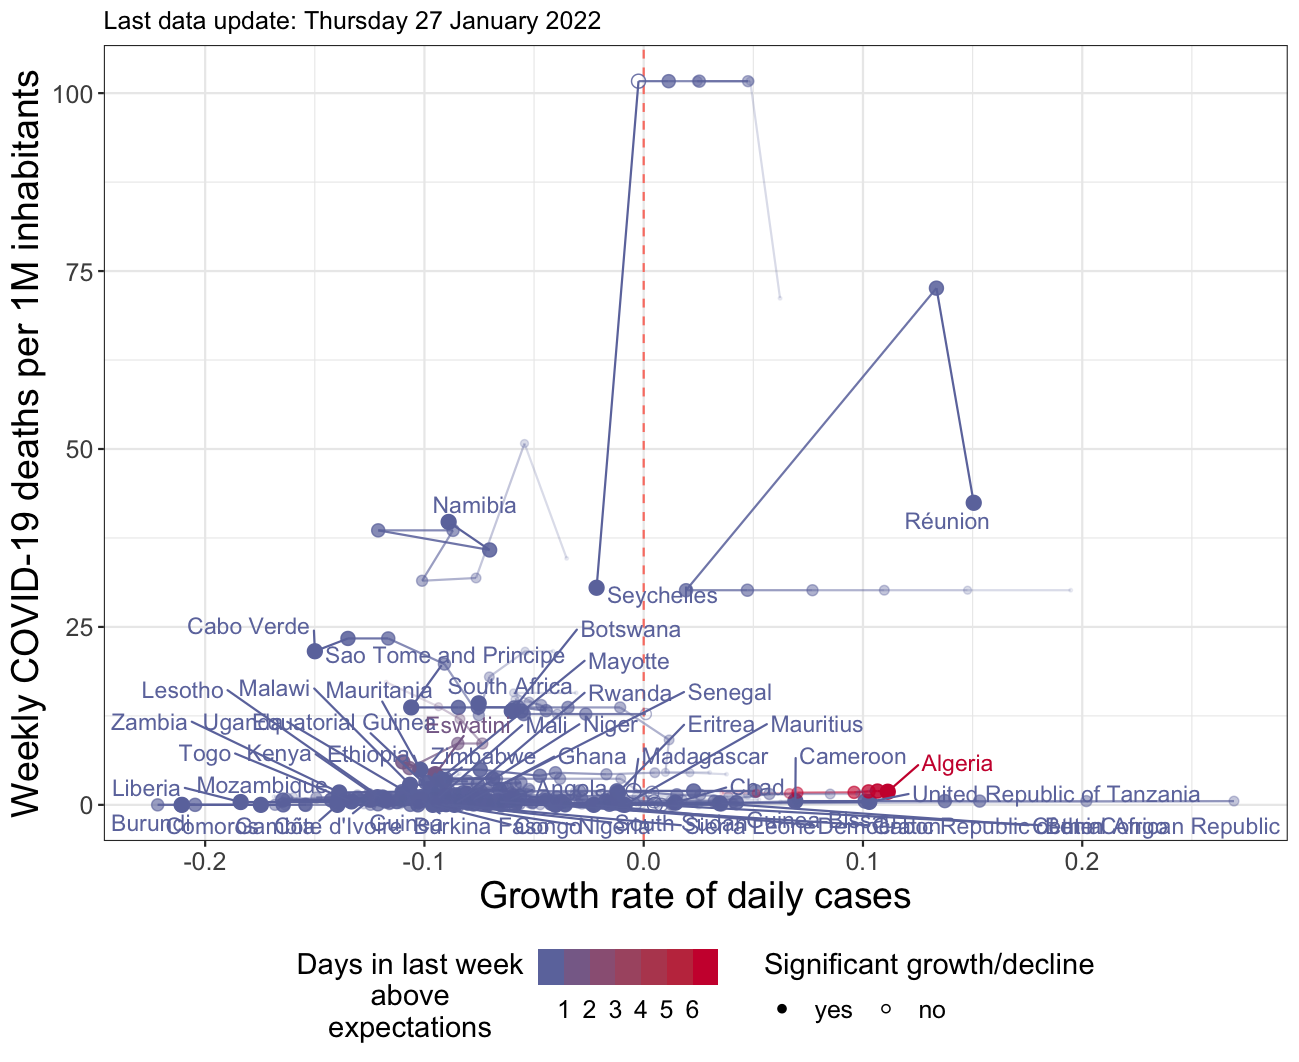 Last data update: Thursday 27 January 2022
Weekly COVID-19 deaths per 1M inhabitants
100
75
50
25
0
Namibia
Réunion
Seychelles
Cabo Verde
Botswana
Sao Tome and Principe
Mayotte
Lesotho
Malawi
Mauritania
South Africa
Rwanda
Senegal
Zambia
Uganda
Equatorial Guinea
Eswatini
Mali
Niger
Eritrea
Mauritius
Togo
Kenya
Ethiopia
Zimbabwe
Ghana
Madagascar
Cameroon
Algeria
Liberia
Mozambique
Angola
Chad
United Republic of Tanzania
Burundi
Comoros
Gambia
Côte d'Ivoire
Guinea
Burkina Faso
Congo
Nigeria
South Sudan
Sierra Leone
Guinea-Bissau
Gabon
-0.2
-0.1
0.0
0.1
0.2
Growth rate of daily cases
Days in last week
above
expectations
1 2 3 4 5 6
Significant growth/decline
yes
no